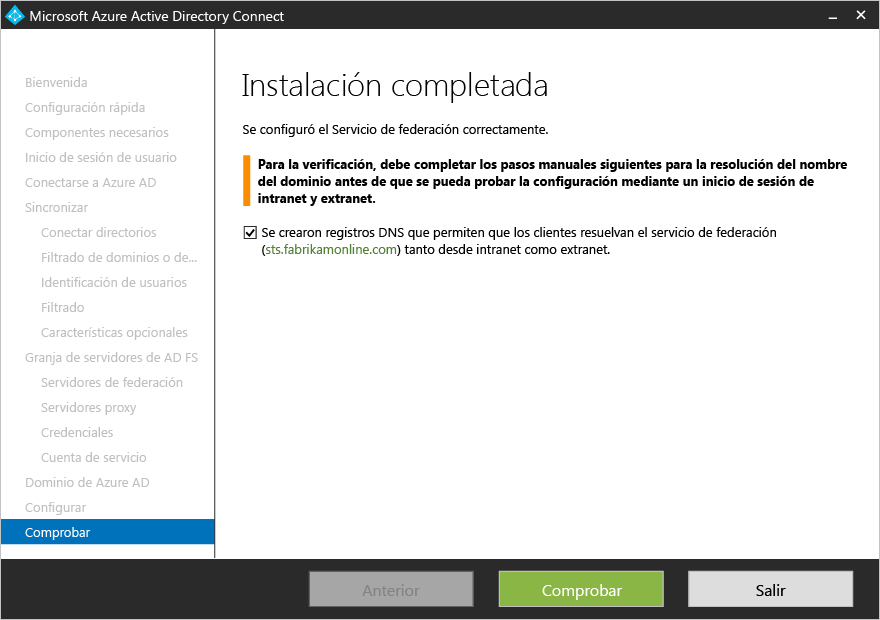 Microsoft Azure Active Directory Connect
Bienvenida
Configuración rápida
Componentes necesarios
Inicio de sesión de usuario
Conectarse a Azure AD
Sincronizar
Conectar directorios
Filtrado de dominios o de...
Identificación de usuarios
Filtrado
Características opcionales
Granja de servidores de AD FS
Servidores de federación
Servidores proxy
Credenciales
Cuenta de servicio
Dominio de Azure AD
Configurar
Comprobar
Instalación completada
Se configuró el Servicio de federación correctamente.
Para la verificación, debe completar los pasos manuales siguientes para la resolución del nombre
del dominio antes de que se pueda probar la configuración mediante un inicio de sesión de
intranet y extranet.
Se crearon registros DNS que permiten que los clientes resuelvan el servicio de federación
(sts.fabrikamonline.com) tanto desde intranet como extranet.
Anterior
Comprobar
Salir